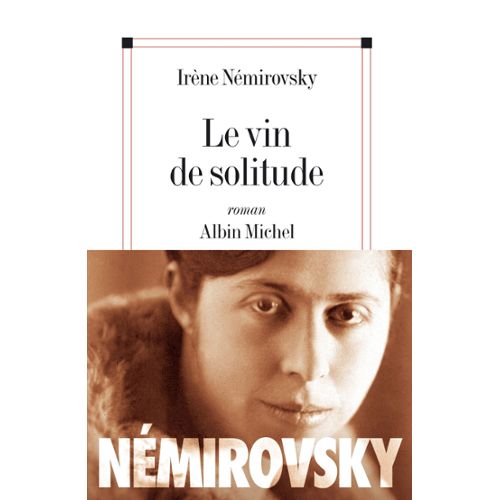 Irène Némirovsky
Le vin
de solitude
roman
Albin Michel
NÉMIROVSKY